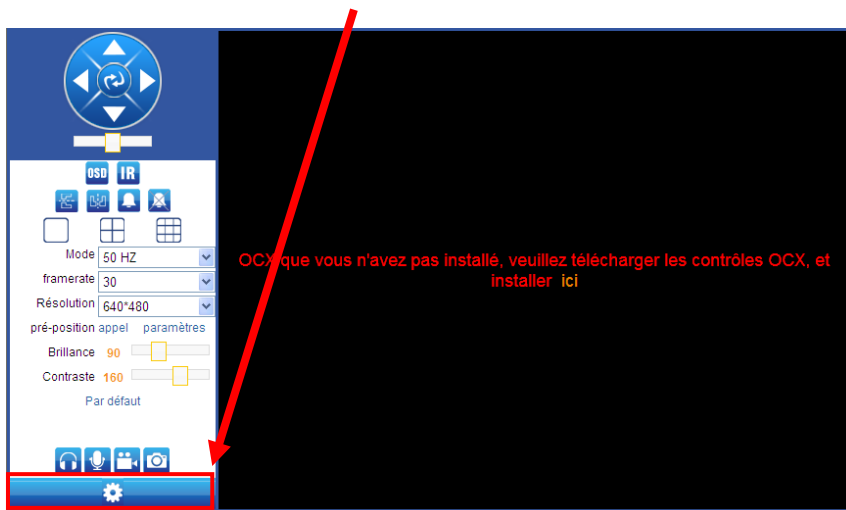 OSD IR
Mode 50 HZ
framerate 30
Résolution 640*480
pré-position appel paramètres
Brillance 90
Contraste 160
Par défaut
OCX que vous n'avez pas installé, veuillez télécharger les contrôles OCX, et
installer ici